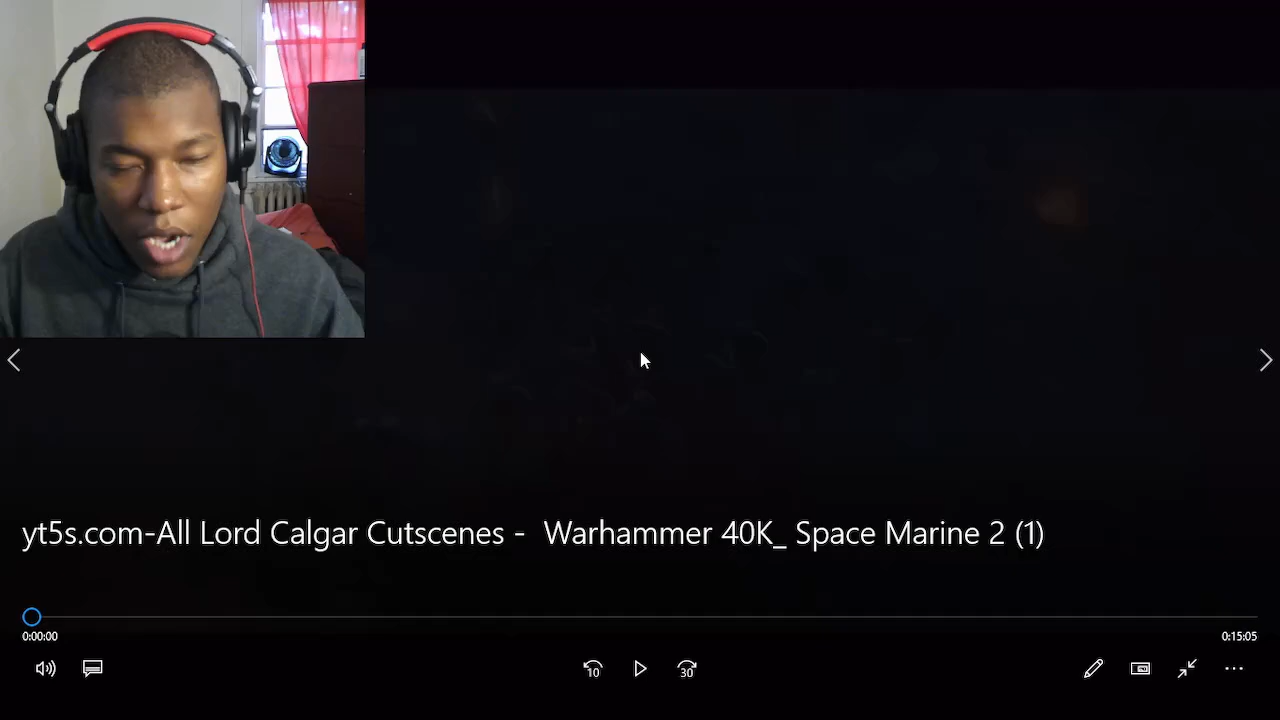 yt5s.com-All Lord Calgar Cutscenes -  Warhammer 40K_ Space Marine 2 (1)
0:00:00
0:15:05
10
30